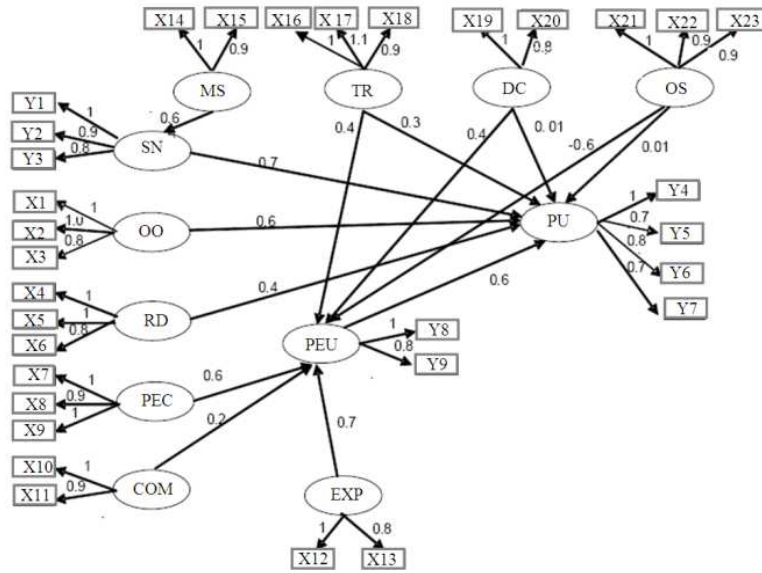 X14
X15
X16
X 17
X18
X19
X20
X21
X22
X23
1
0.9
1
1.1
0.9
1
0.8
1
0.9
0.9
MS
TR
DC
OS
Y1
Y2
Y3
1
0.9
0.8
SN
0.6
0.4
0.3
0.4
0.01
-0.6
0.01
0.7
X1
X2
X3
1
1.0
0.8
OO
0.6
PU
1
0.7
0.8
0.7
Y4
Y5
Y6
Y7
X4
X5
X6
1
1
0.8
RD
0.4
0.6
PEU
1
0.8
Y8
Y9
X7
X8
X9
1
0.9
1
PEC
0.6
0.2
0.7
X10
X11
1
0.9
COM
EXP
1
0.8
X12
X13